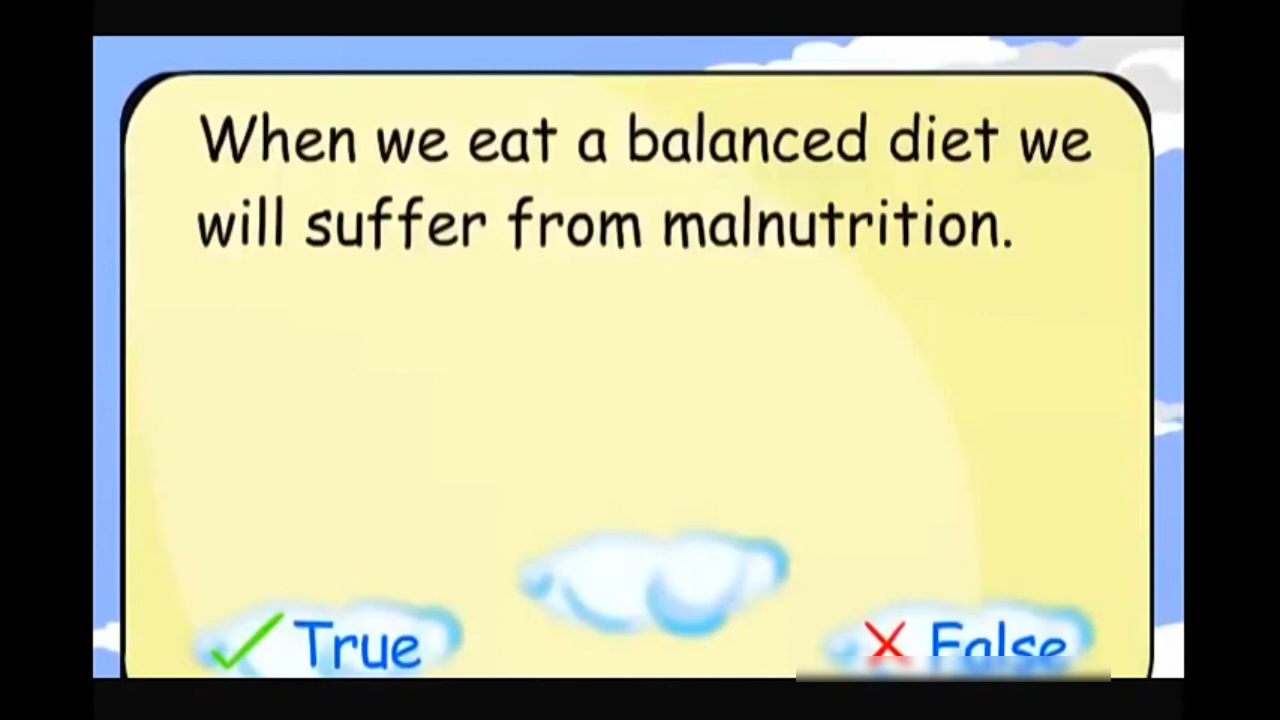 When we eat a balanced diet we
will suffer from malnutrition.
True
False